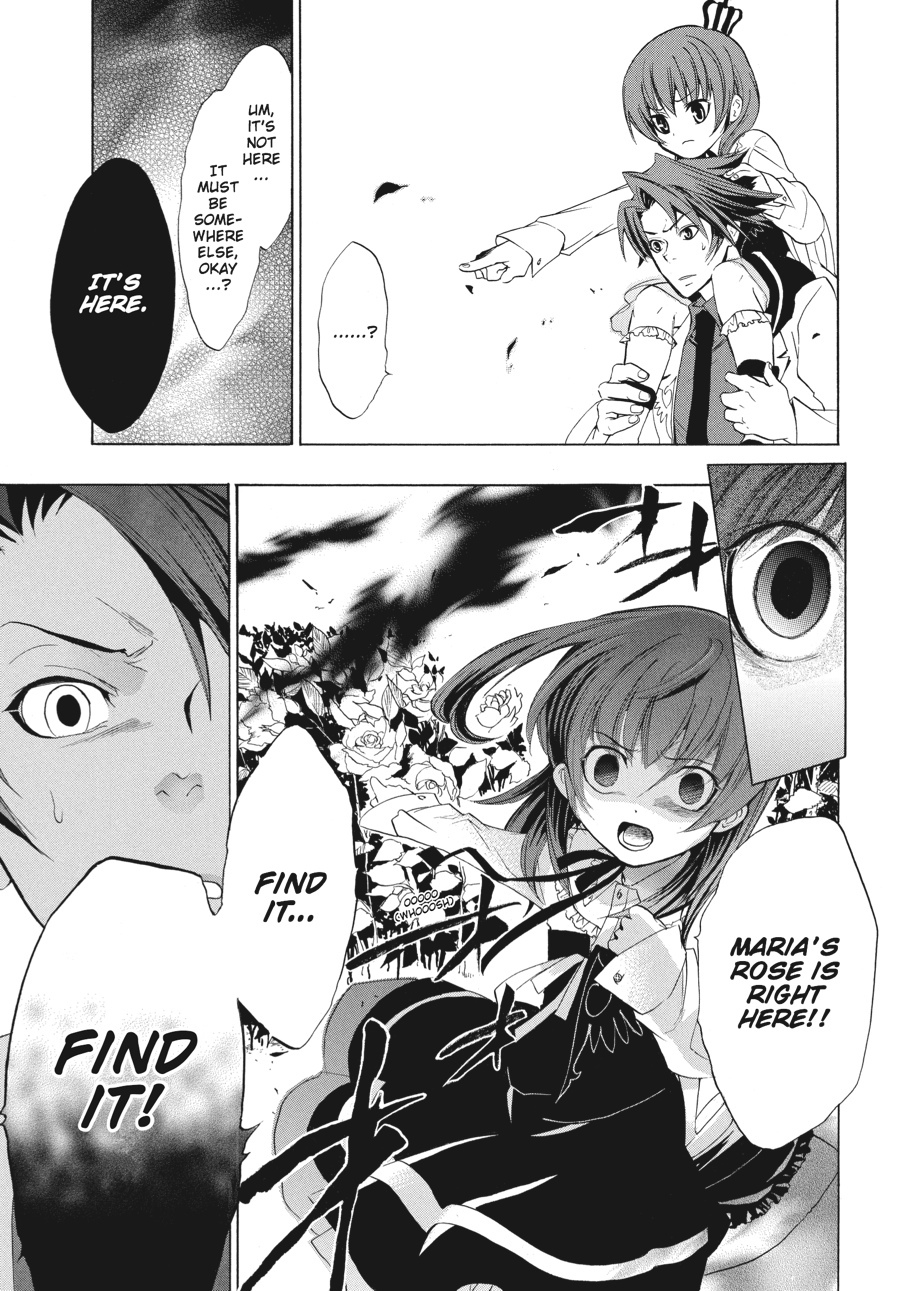 ......?
UM,
IT'S
NOT
HERE
...
IT
MUST
BE
SOME-
WHERE
ELSE,
OKAY
...?
IT'S
HERE.
MARIA'S
ROSE IS
RIGHT
HERE!!
OOOOO
(WHOOOSH)
FIND
IT...
FIND
IT!